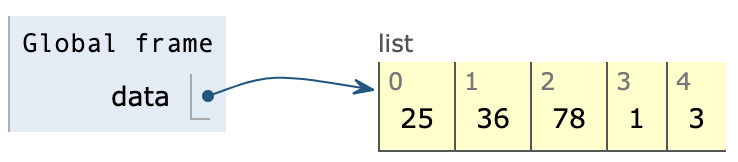 Global frame
data
list
0 1 2 3 4
25 36 78 1 3